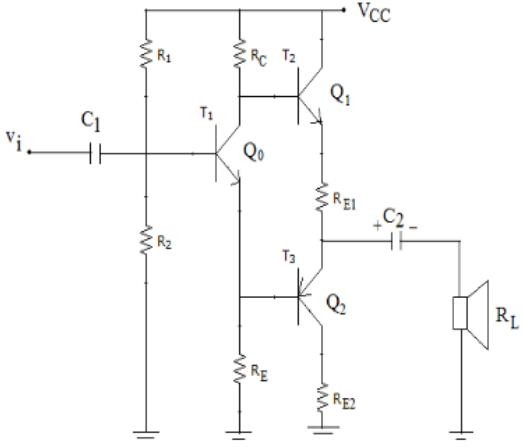 VCC
R1
RC
T2
Q1
C1
T1
vi
Q0
RE1
+ C2 −
R2
T3
Q2
RL
RE
RE2